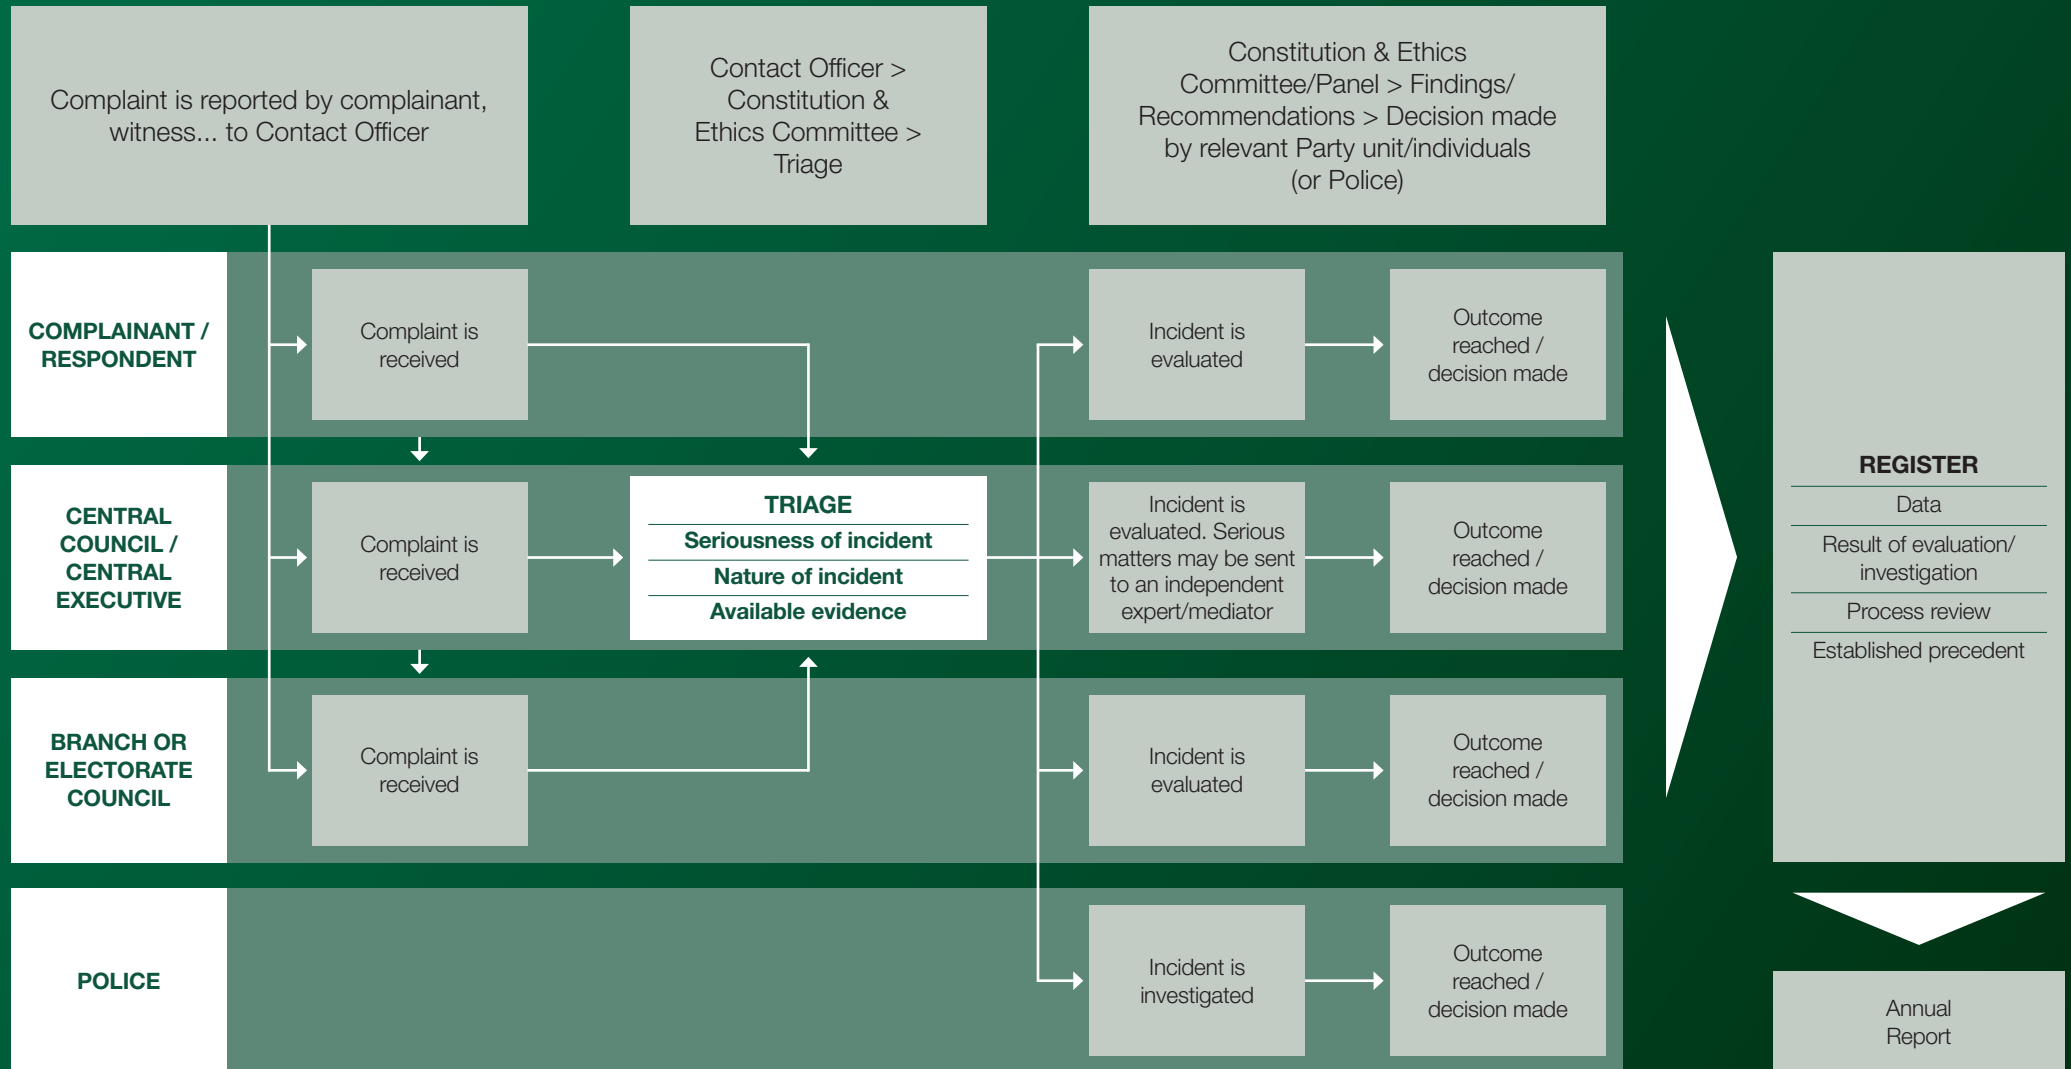 Complaint is reported by complainant,
witness... to Contact Officer
Contact Officer >
Constitution &
Ethics Committee >
Triage
Constitution & Ethics
Committee/Panel > Findings/
Recommendations > Decision made
by relevant Party unit/individuals
(or Police)
COMPLAINANT /
RESPONDENT
Complaint is
received
Incident is
evaluated
Outcome
reached /
decision made
CENTRAL
COUNCIL /
CENTRAL
EXECUTIVE
Complaint is
received
TRIAGE
Seriousness of incident
Nature of incident
Available evidence
Incident is
evaluated. Serious
matters may be sent
to an independent
expert/mediator
Outcome
reached /
decision made
BRANCH OR
ELECTORATE
COUNCIL
Complaint is
received
Incident is
evaluated
Outcome
reached /
decision made
POLICE
Incident is
investigated
Outcome
reached /
decision made
REGISTER
Data
Result of evaluation/
investigation
Process review
Established precedent
Annual
Report